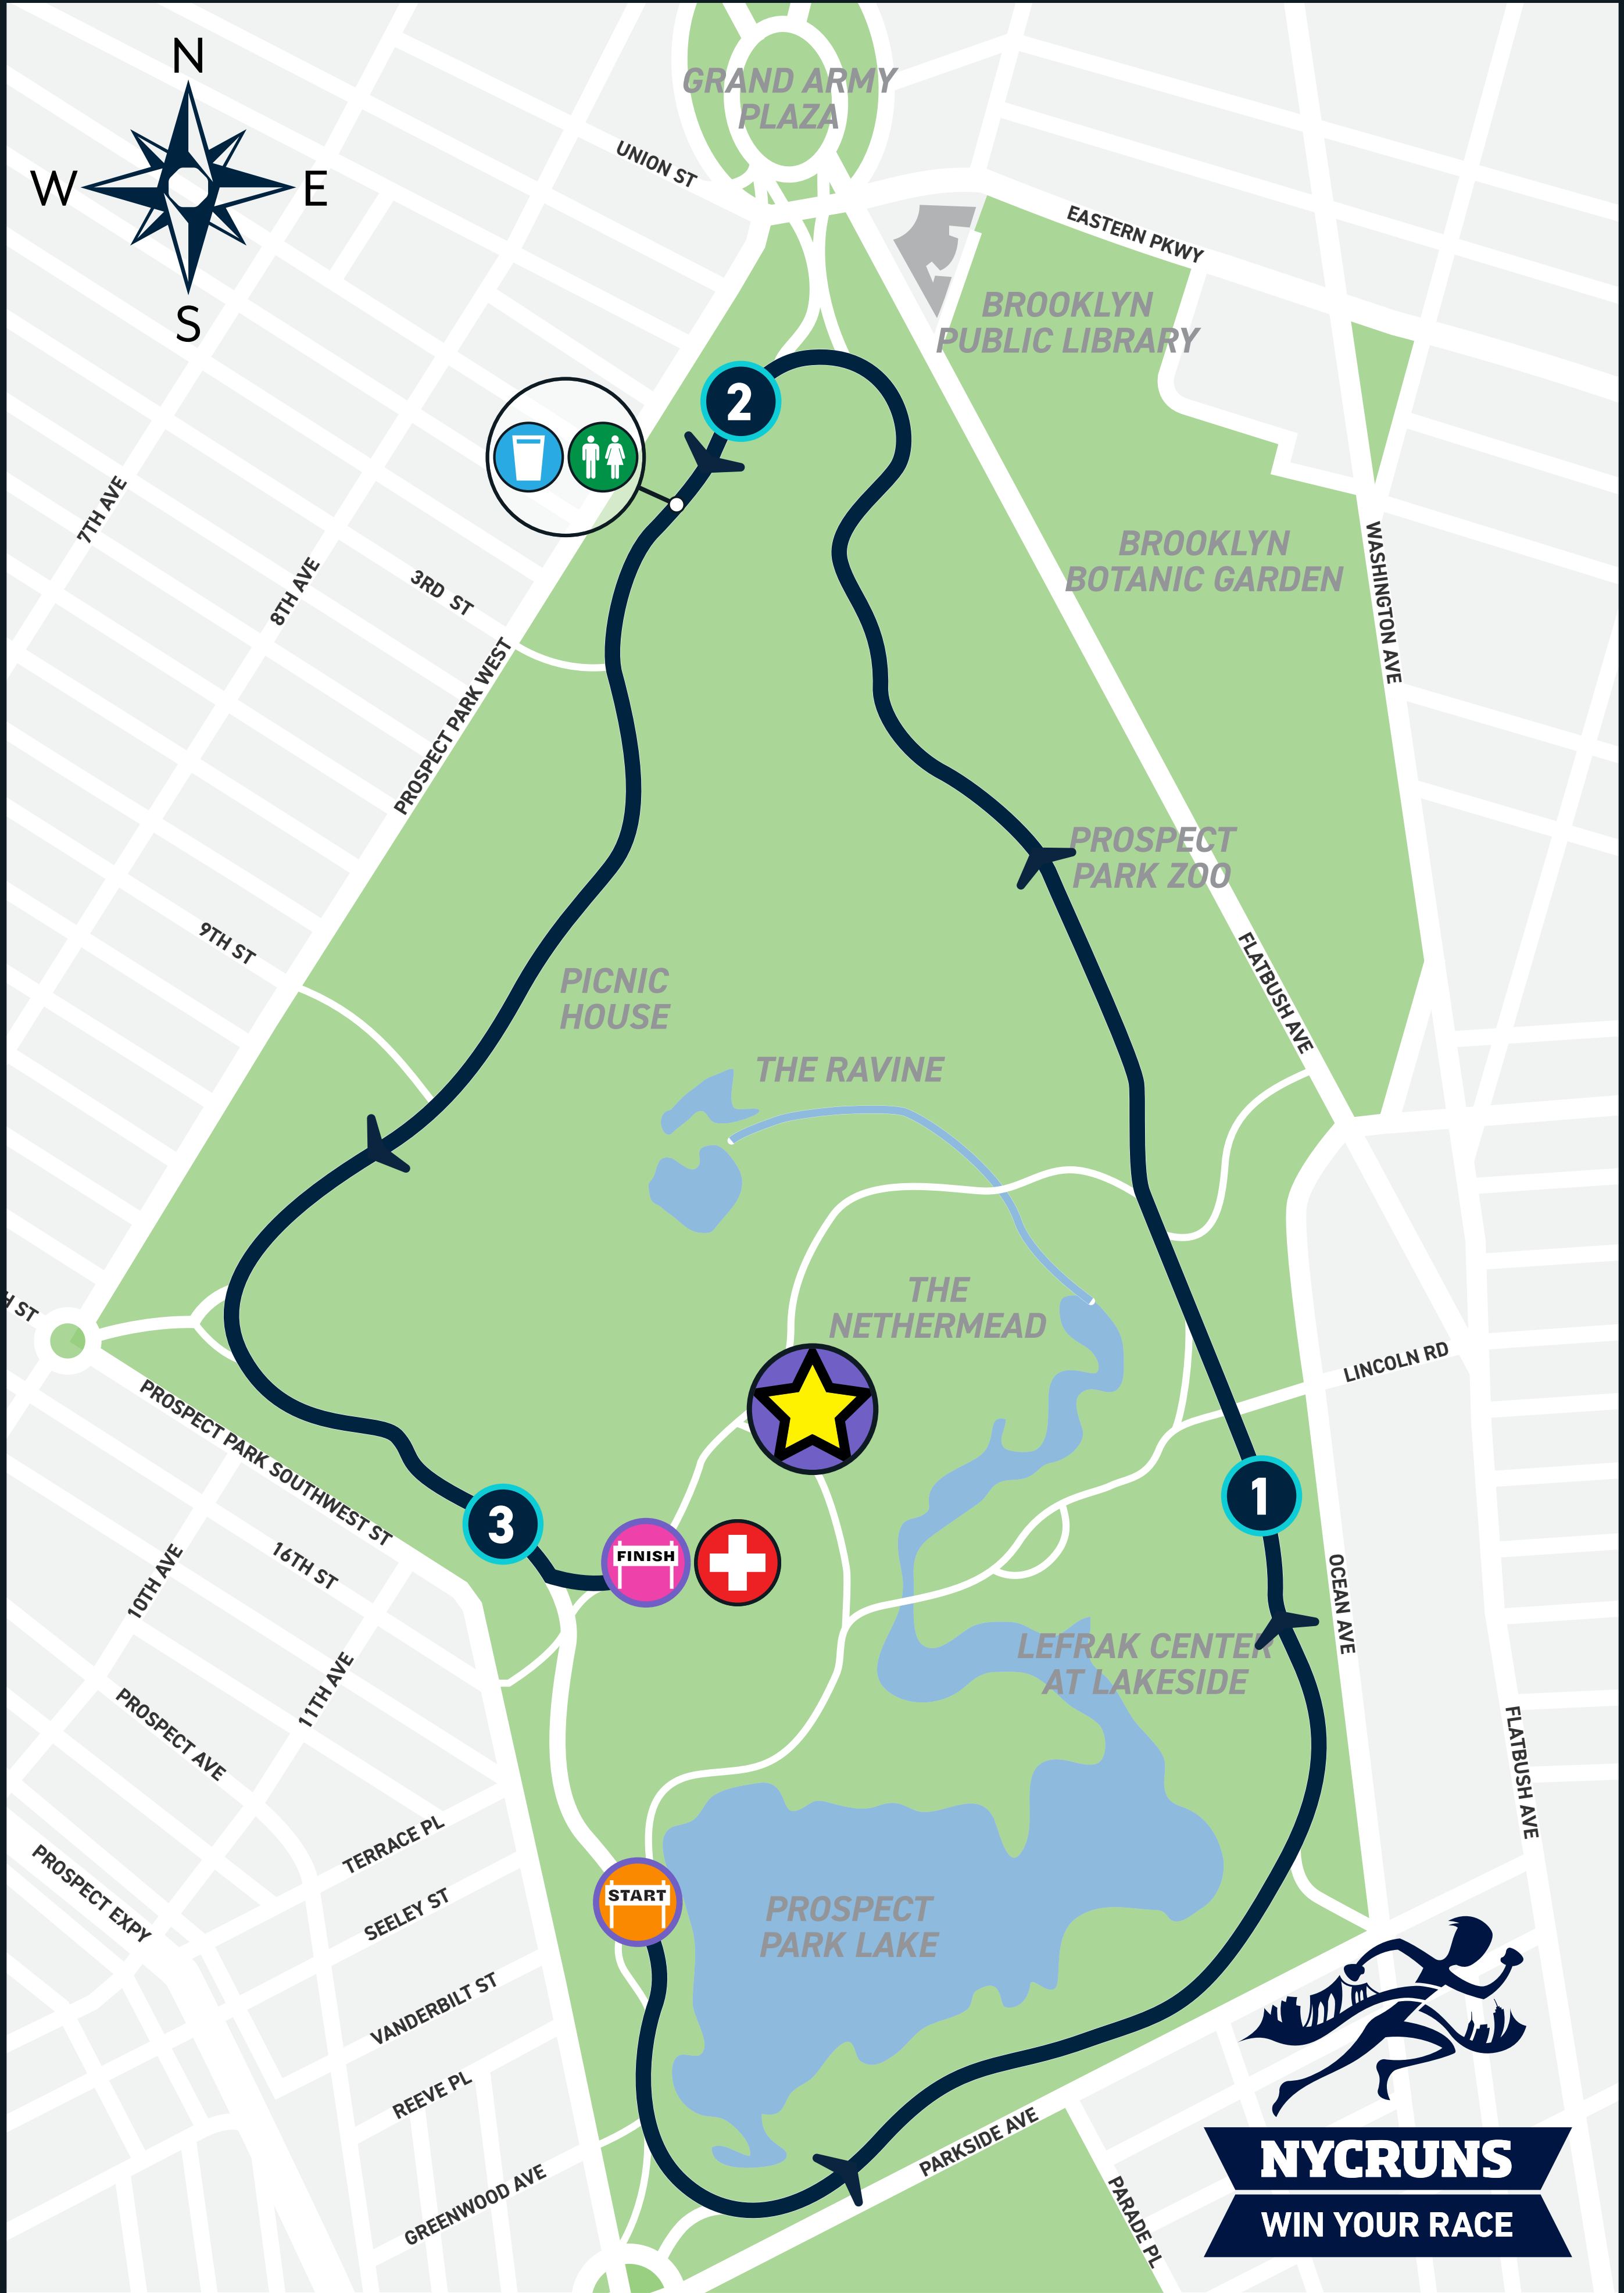 N
W
E
S
GRAND ARMY
PLAZA
UNION ST
EASTERN PKWY
BROOKLYN
PUBLIC LIBRARY
2
7TH AVE
8TH AVE
3RD ST
BROOKLYN
BOTANIC GARDEN
WASHINGTON AVE
PROSPECT PARK WEST
PROSPECT
PARK ZOO
9TH ST
FLATBUSH AVE
PICNIC
HOUSE
THE RAVINE
THE
NETHERMEAD
H ST
LINCOLN RD
PROSPECT PARK SOUTHWEST ST
1
3
FINISH
16TH ST
10TH AVE
OCEAN AVE
LEFRAK CENTER
AT LAKESIDE
11TH AVE
PROSPECT AVE
FLATBUSH AVE
TERRACE PL
PROSPECT EXPY
SEELEY ST
START
PROSPECT
PARK LAKE
VANDERBILT ST
REEVE PL
PARKSIDE AVE
GREENWOOD AVE
PARADE PL
NYCRUNS
WIN YOUR RACE